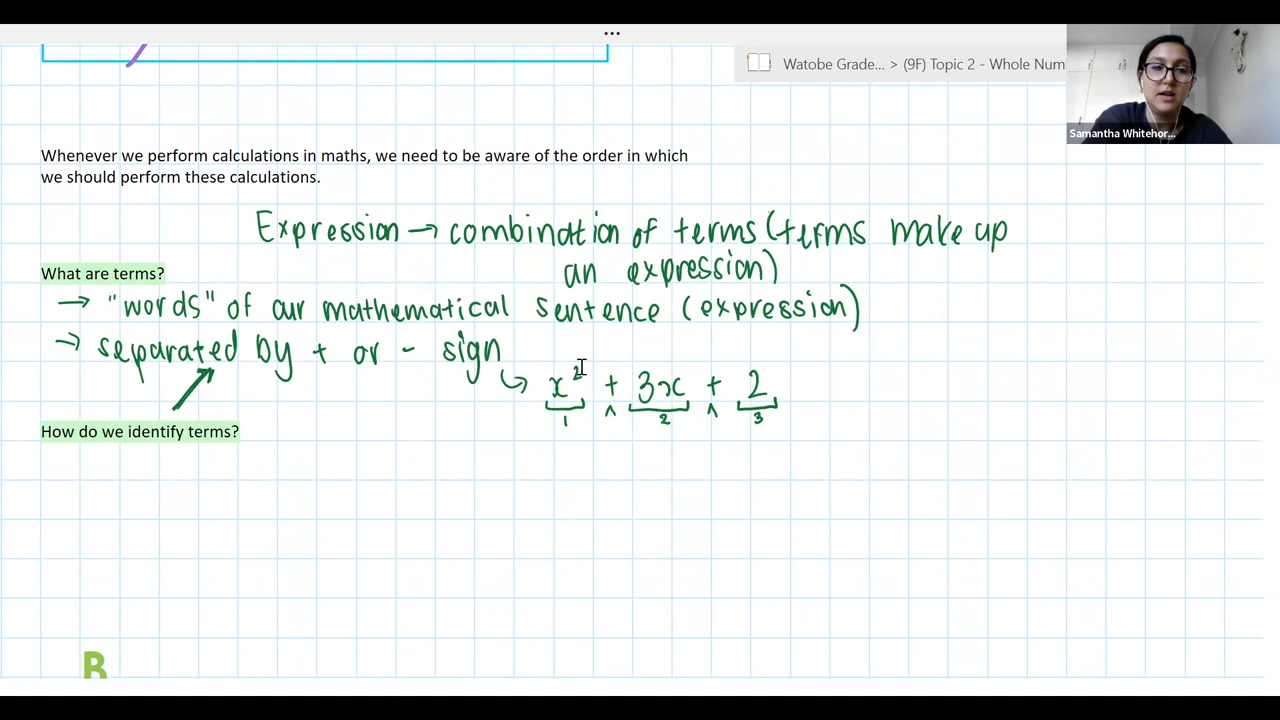 ...
Watobe Grade... > (9F) Topic 2 - Whole Num
Samantha Whitehor...
Whenever we perform calculations in maths, we need to be aware of the order in which
we should perform these calculations.
Expression → combination of terms (terms make up
an expression)
What are terms?
→ "words" of our mathematical sentence (expression)
→ separated by + or - sign
↪ x² + 3x + 2
1 ^ 2 ^ 3
How do we identify terms?
B